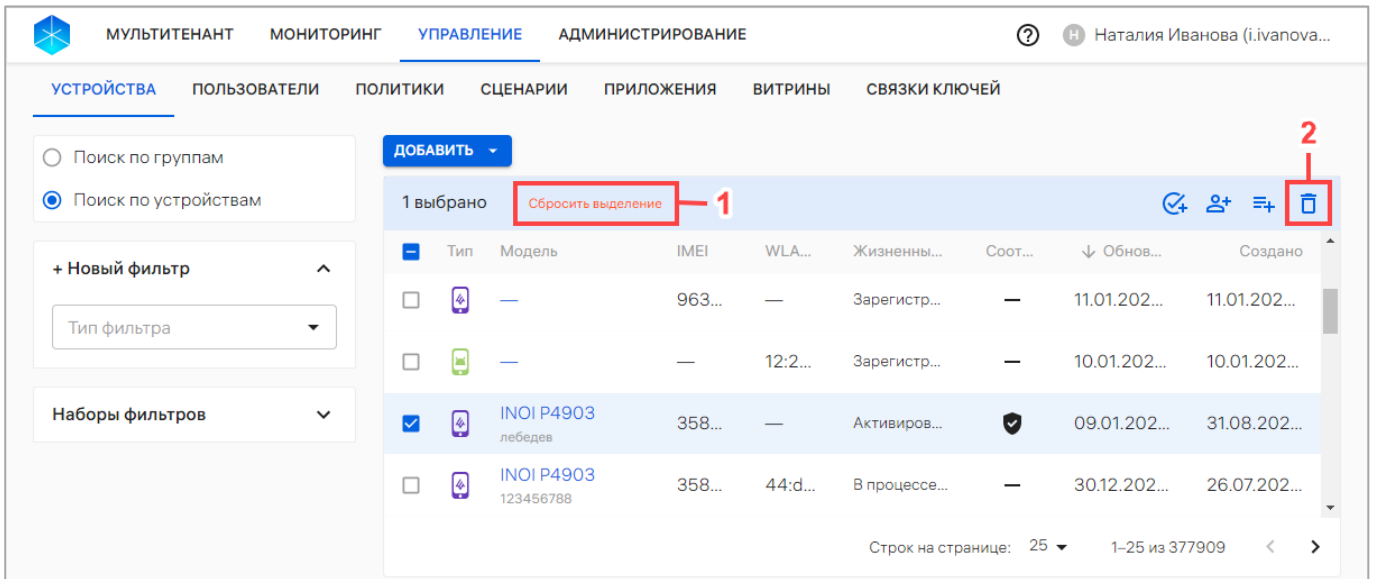 МУЛЬТИТЕНАНТ МОНИТОРИНГ УПРАВЛЕНИЕ АДМИНИСТРИРОВАНИЕ ? Н Наталия Иванова (i.ivanova...
УСТРОЙСТВА ПОЛЬЗОВАТЕЛИ ПОЛИТИКИ СЦЕНАРИИ ПРИЛОЖЕНИЯ ВИТРИНЫ СВЯЗКИ КЛЮЧЕЙ
2
Поиск по группам
Поиск по устройствам
+ Новый фильтр
Тип фильтра
Наборы фильтров
ДОБАВИТЬ
1 выбрано Сбросить выделение 1
Тип Модель IMEI WLA... Жизненны... Соот... ↓ Обнов... Создано
— 963... — Зарегистр... — 11.01.202... 11.01.202...
— — 12:2... Зарегистр... — 10.01.202... 10.01.202...
INOI P4903 358... — Активиров... 09.01.202... 31.08.202...
лебедев
INOI P4903 358... 44:d... В процессе... — 30.12.202... 26.07.202...
123456788
Строк на странице: 25 1–25 из 377909